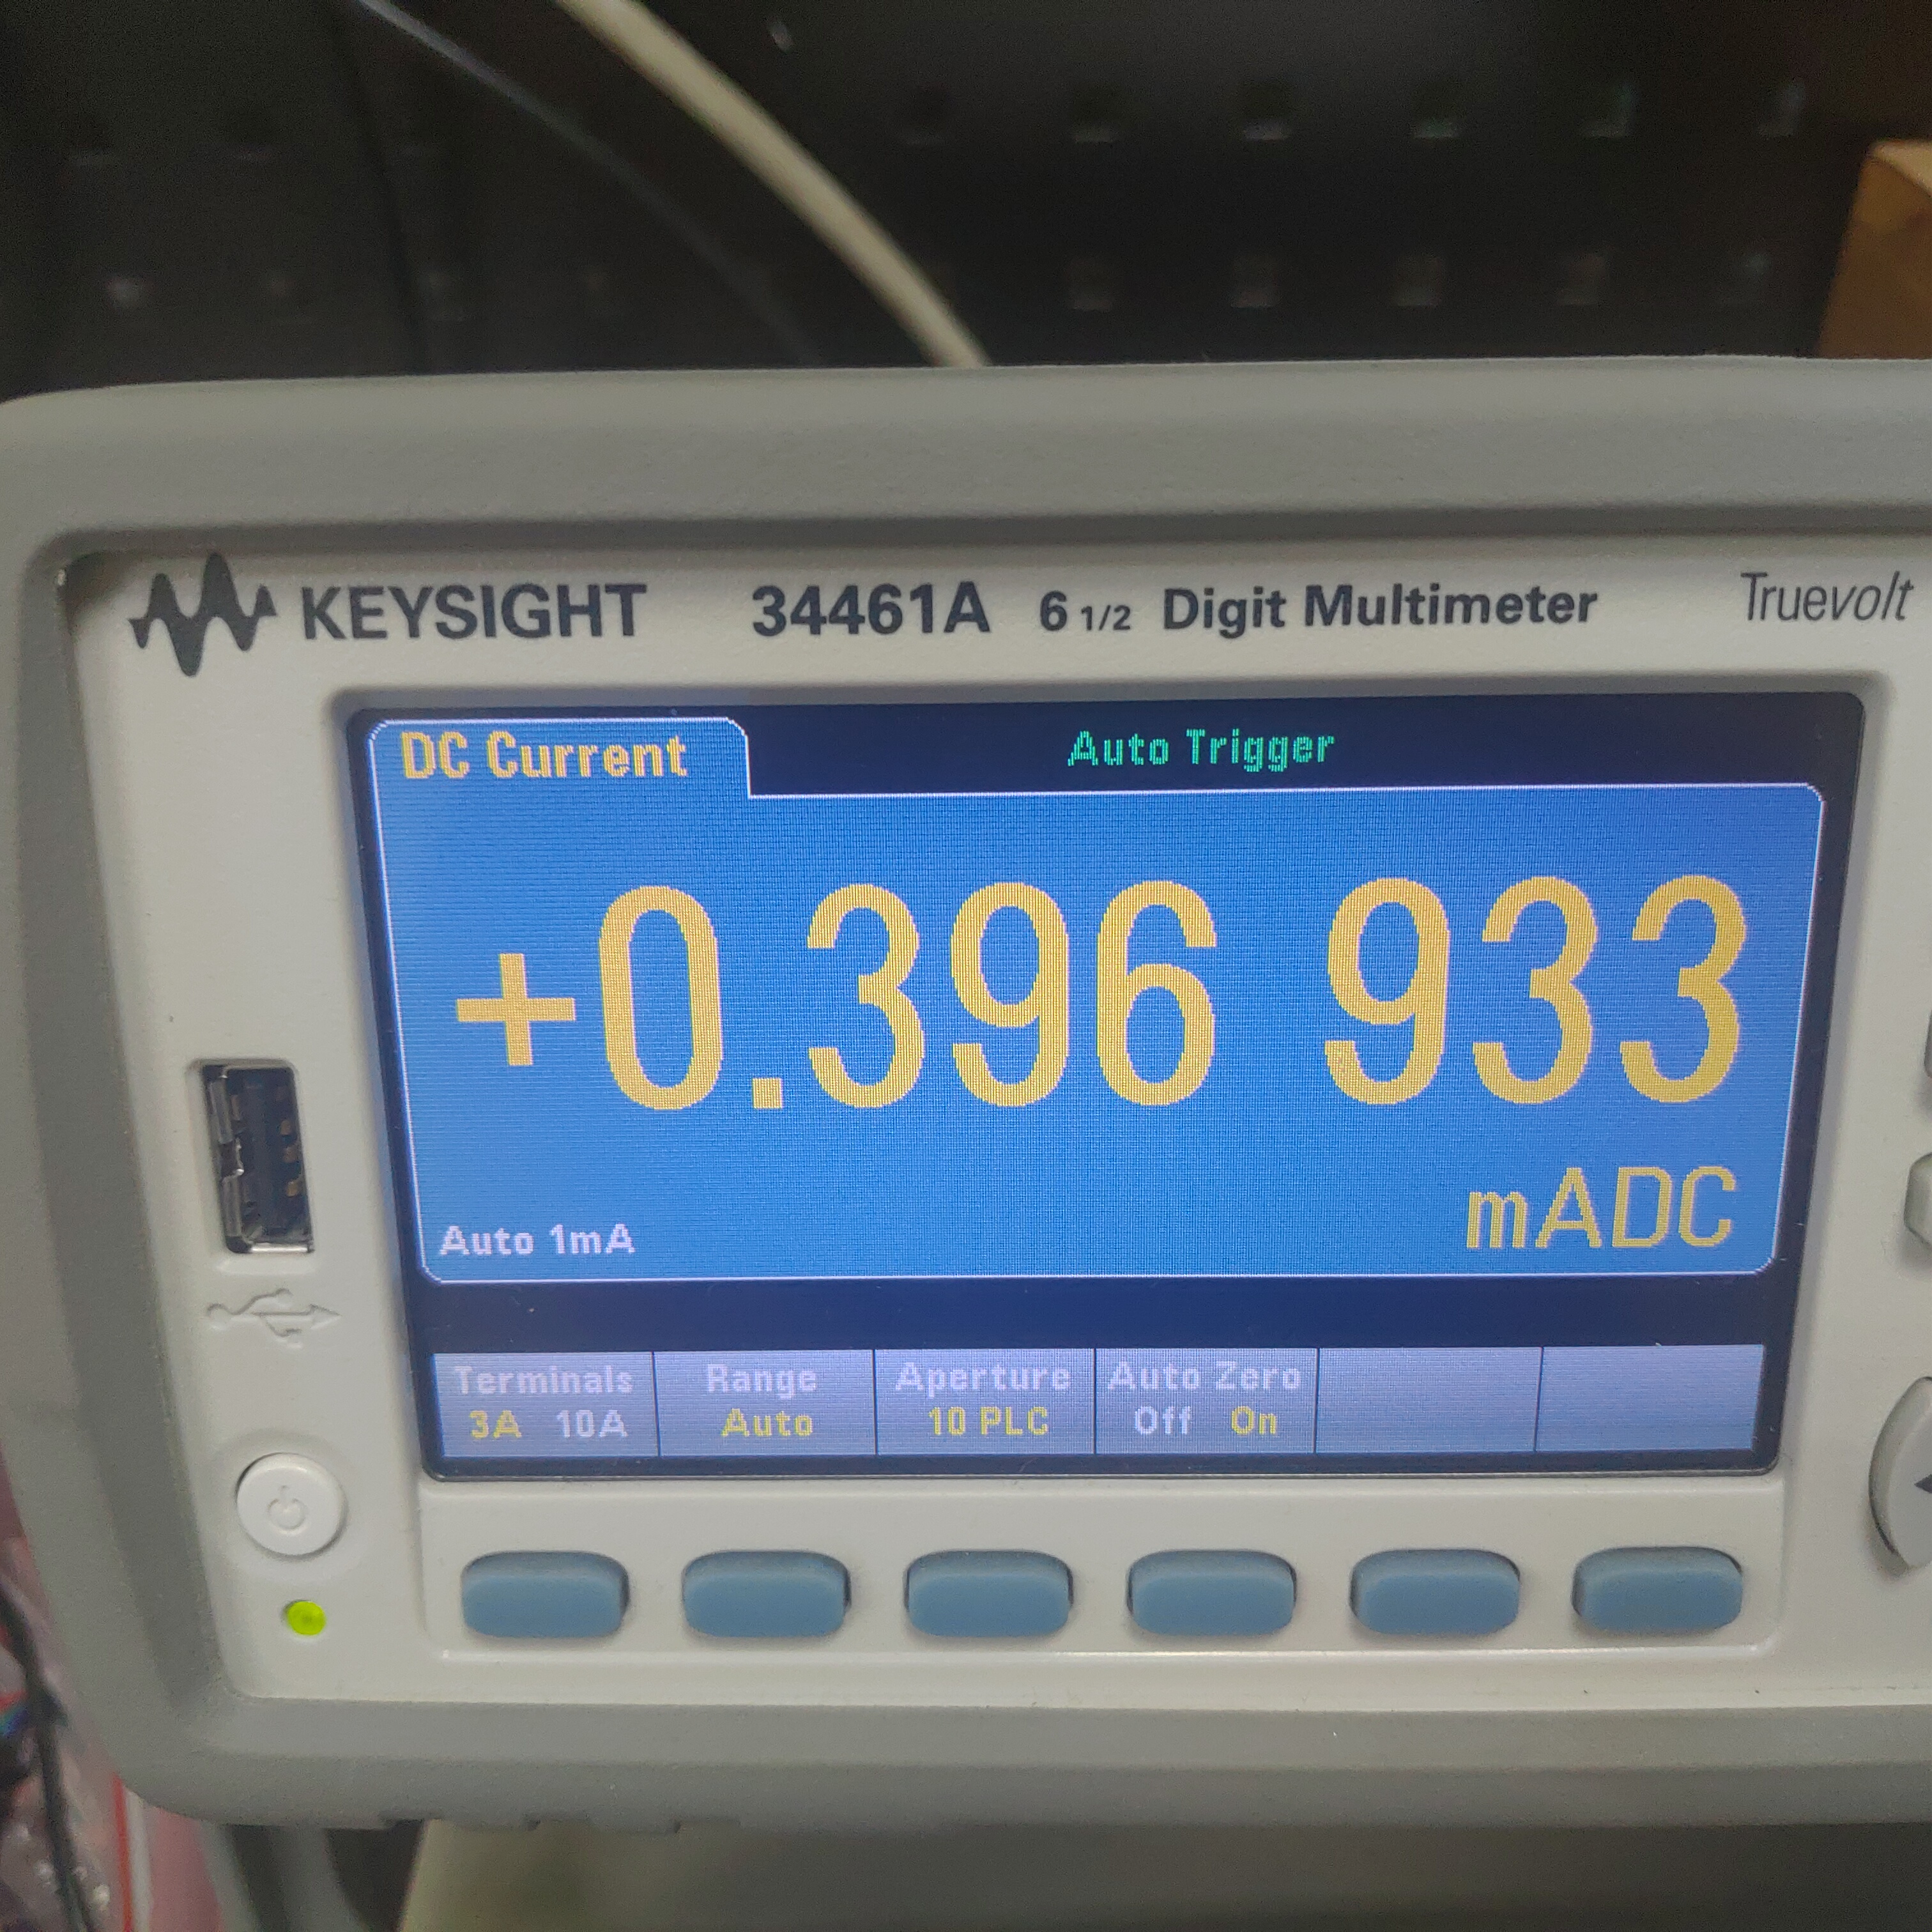 KEYSIGHT 34461A 6 1/2 Digit Multimeter Truevolt
DC Current Auto Trigger
+0.396 933
mADC
Auto 1mA
Terminals Range Aperture Auto Zero
3A 10A Auto 10 PLC Off On